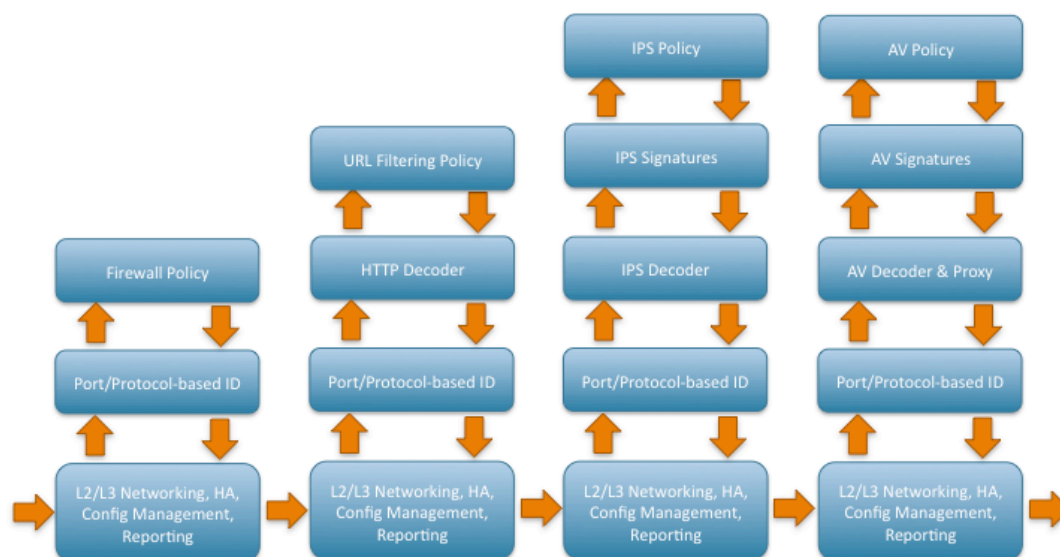 IPS Policy
AV Policy
URL Filtering Policy
IPS Signatures
AV Signatures
Firewall Policy
HTTP Decoder
IPS Decoder
AV Decoder & Proxy
Port/Protocol-based ID
Port/Protocol-based ID
Port/Protocol-based ID
Port/Protocol-based ID
L2/L3 Networking, HA,
Config Management,
Reporting
L2/L3 Networking, HA,
Config Management,
Reporting
L2/L3 Networking, HA,
Config Management,
Reporting
L2/L3 Networking, HA,
Config Management,
Reporting